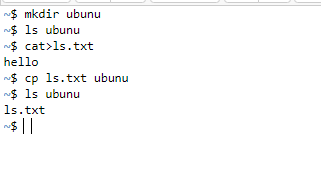 ~$ mkdir ubunu
~$ ls ubunu
~$ cat>ls.txt
hello
~$ cp ls.txt ubunu
~$ ls ubunu
ls.txt
~$